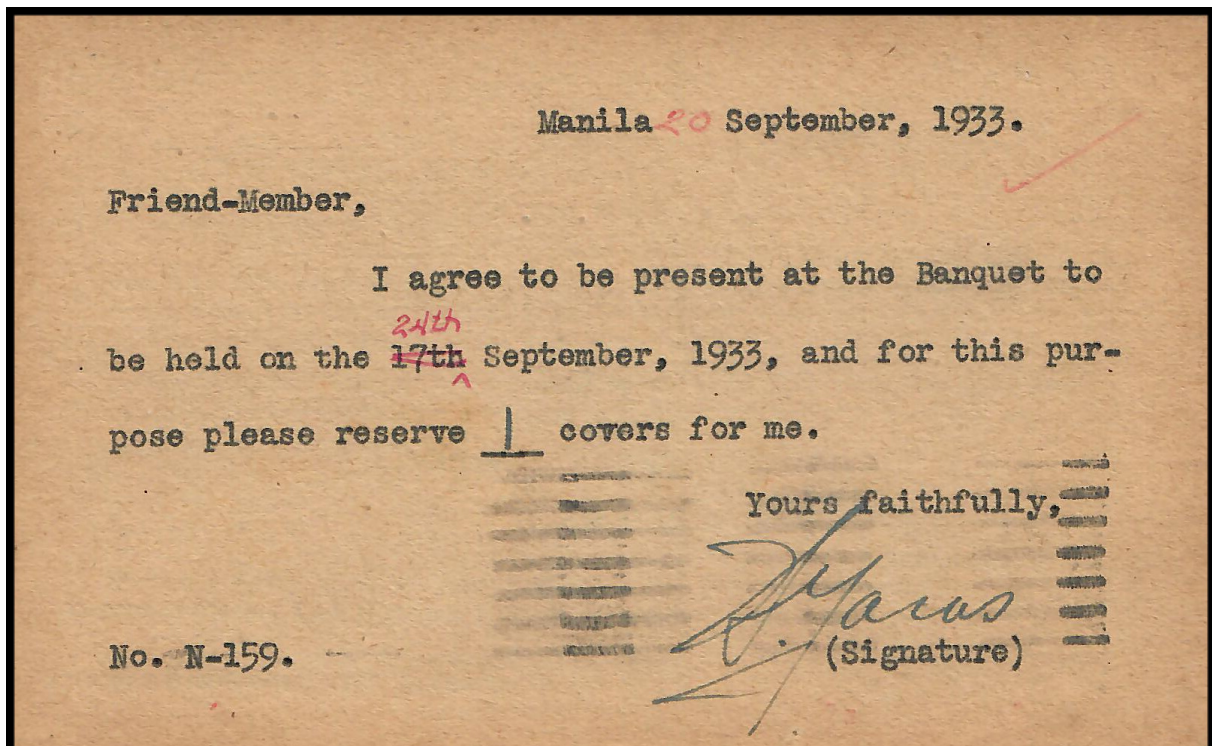 Manila 20 September, 1933.
Friend-Member,
I agree to be present at the Banquet to
24th
be held on the 17th September, 1933, and for this pur-
pose please reserve 1 covers for me.
Yours faithfully,
(Signature)
No. N-159.